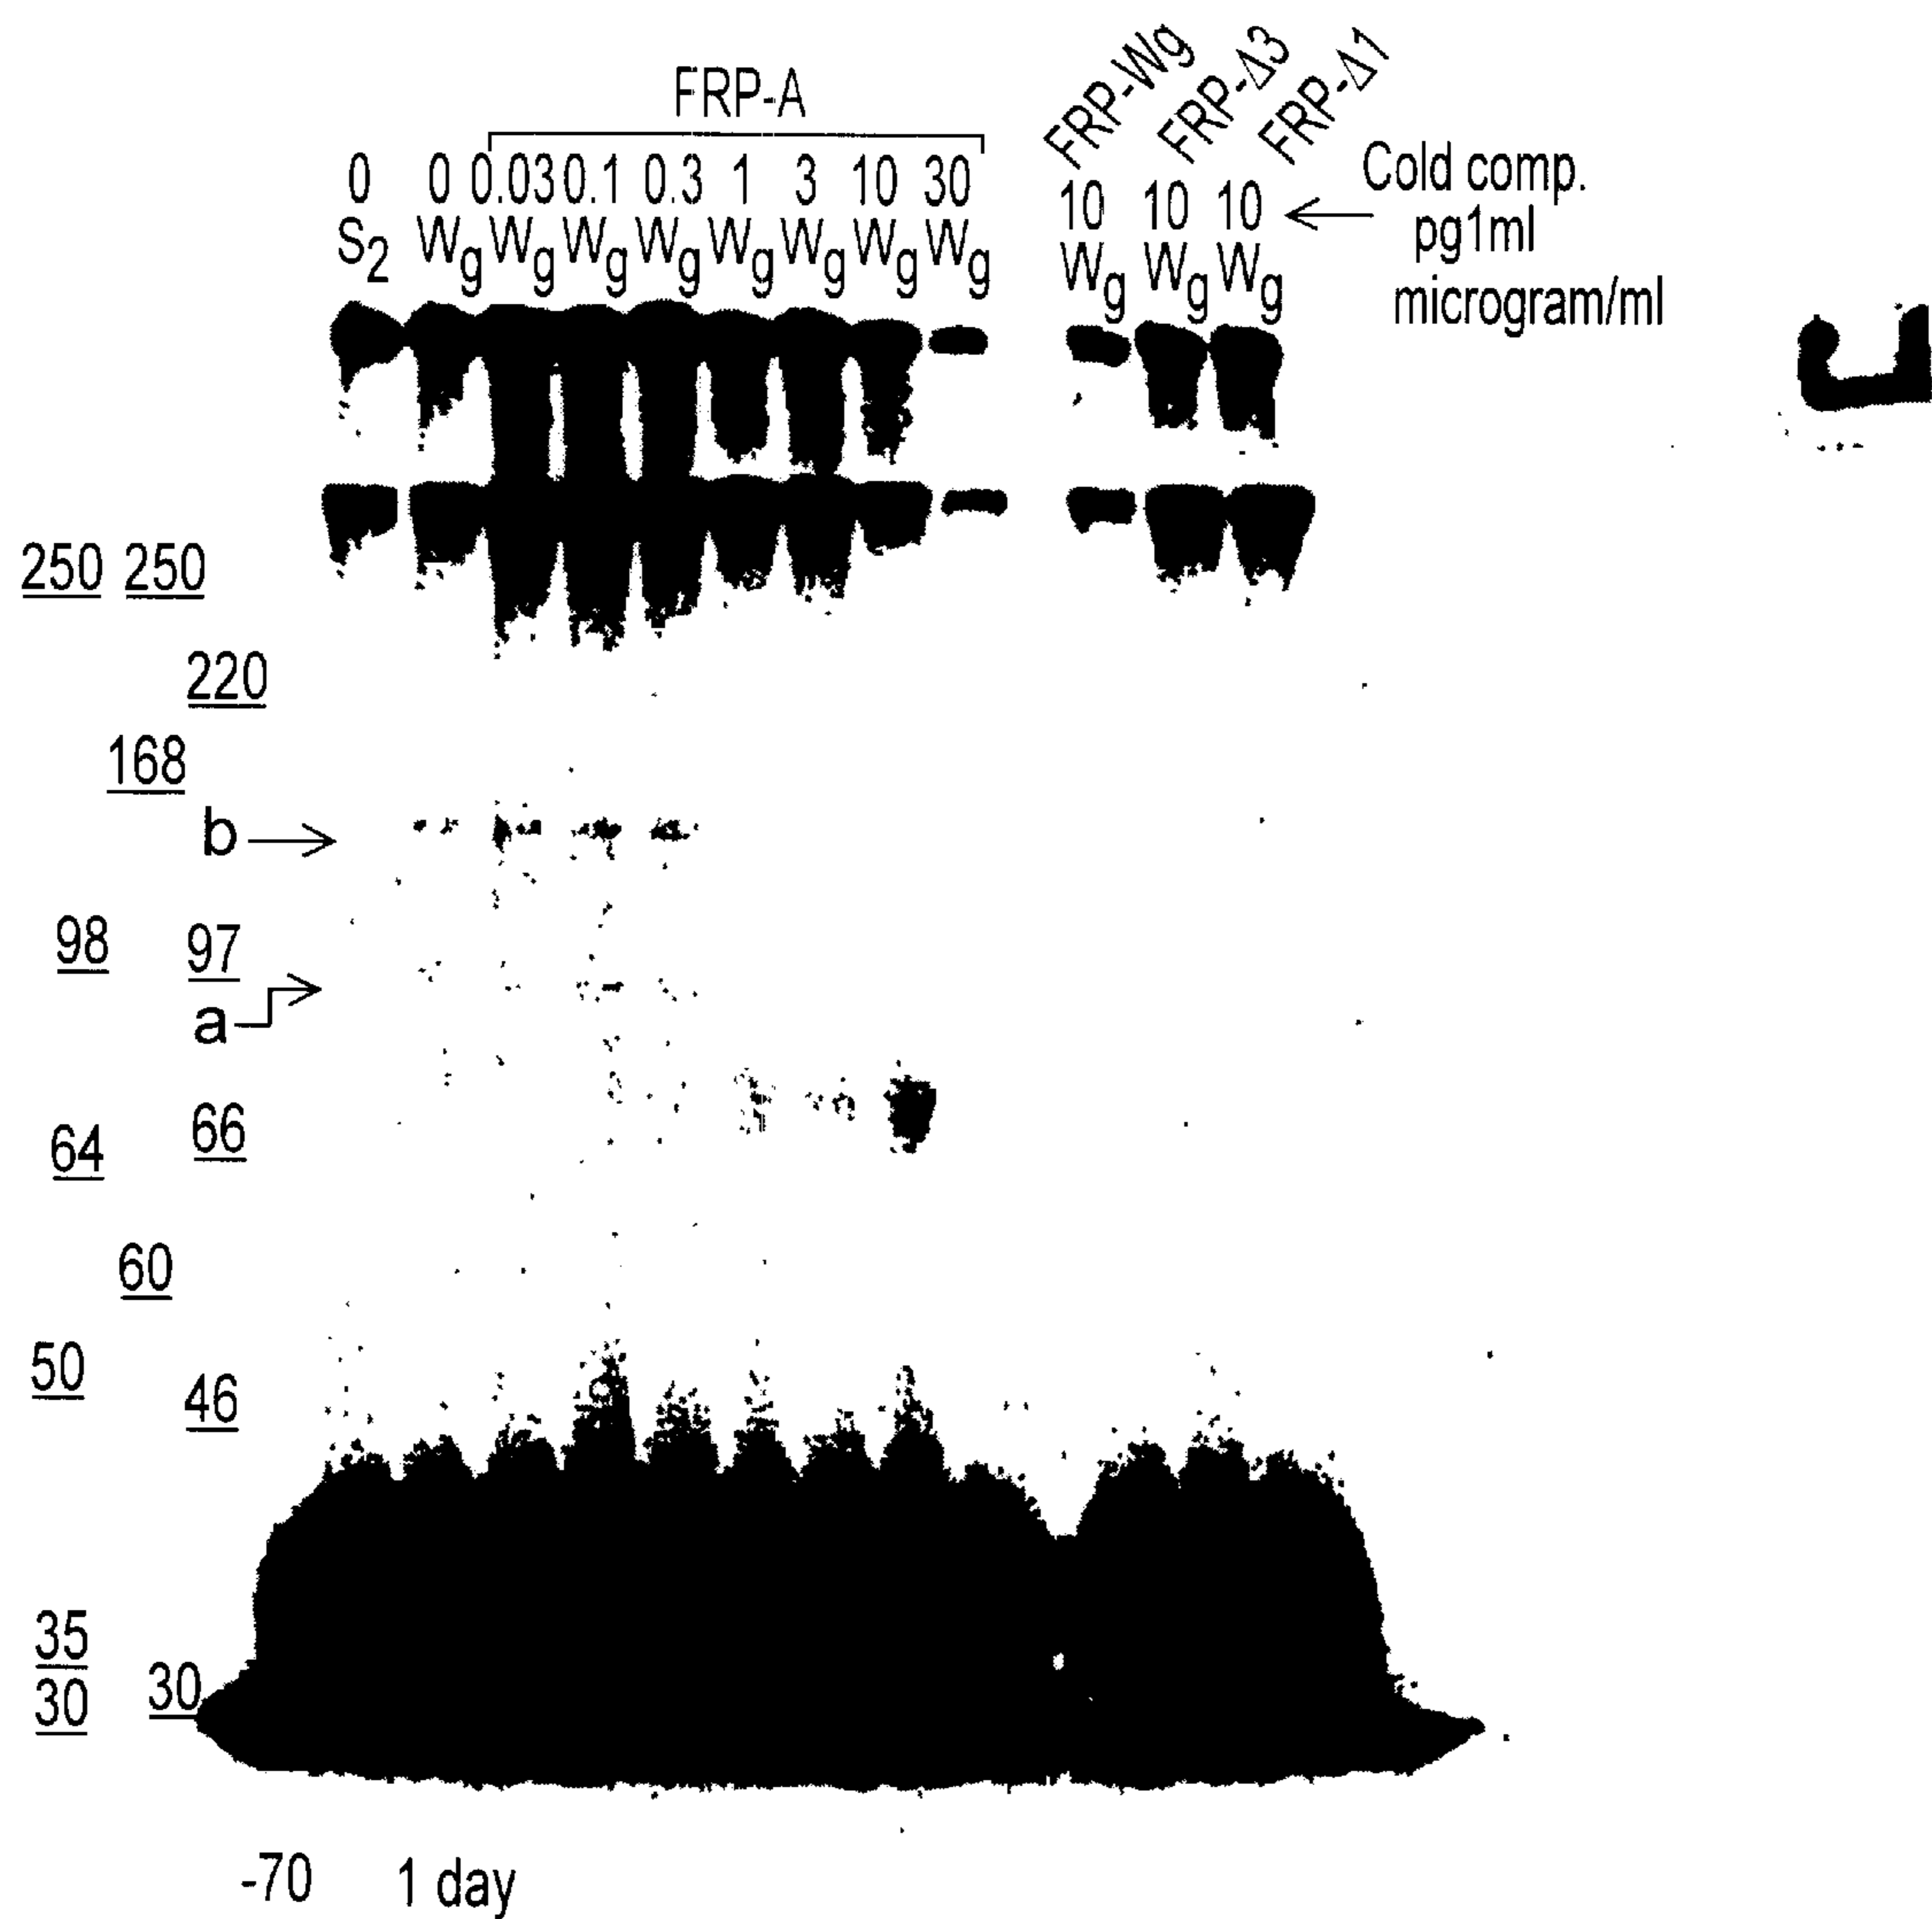 FRP-A
FRP-Wg FRP-Δ3 FRP-Δ1
0 0 0.03 0.1 0.3 1 3 10 30
10 10 10
S2 Wg Wg Wg Wg Wg Wg Wg Wg
Wg Wg Wg
Cold comp.
pg1ml
microgram/ml
250 250
220
168
b
98 97
a
64 66
60
50 46
35
30 30
-70 1 day